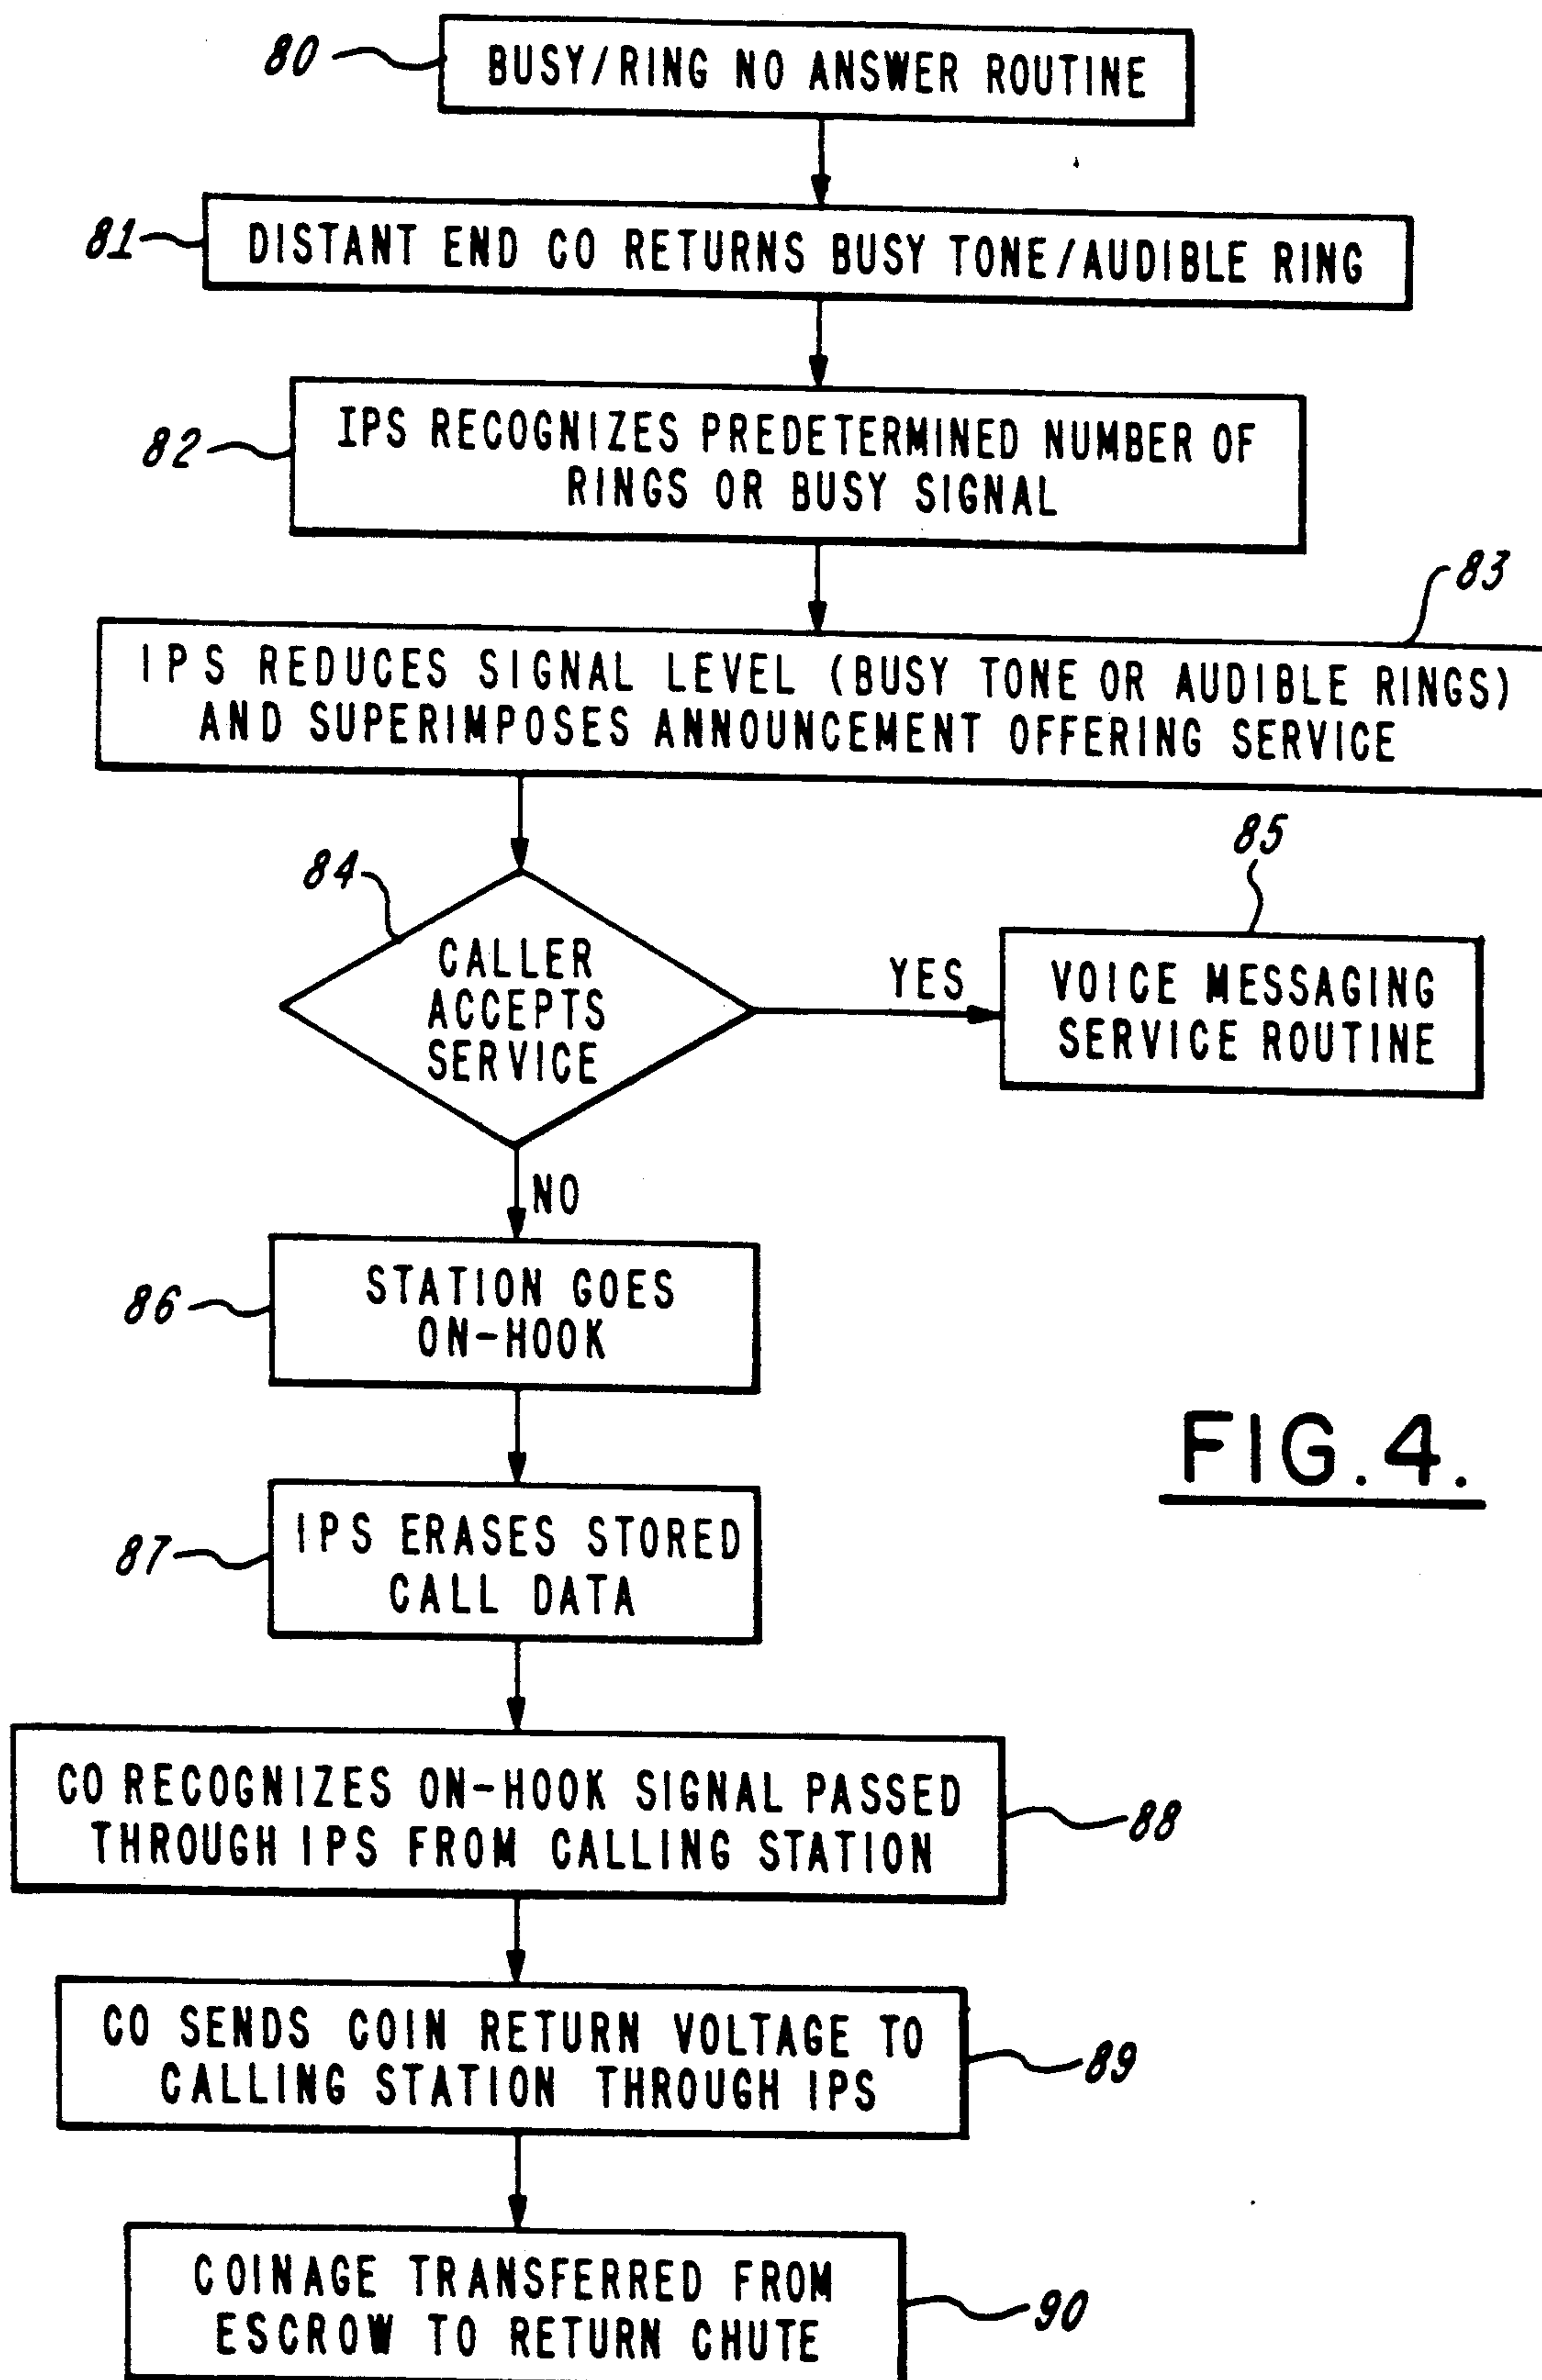 80
BUSY/RING NO ANSWER ROUTINE
81
DISTANT END CO RETURNS BUSY TONE/AUDIBLE RING
82
IPS RECOGNIZES PREDETERMINED NUMBER OF
RINGS OR BUSY SIGNAL
83
IPS REDUCES SIGNAL LEVEL (BUSY TONE OR AUDIBLE RINGS)
AND SUPERIMPOSES ANNOUNCEMENT OFFERING SERVICE
84
CALLER
ACCEPTS
SERVICE
YES
85
VOICE MESSAGING
SERVICE ROUTINE
NO
86
STATION GOES
ON-HOOK
87
IPS ERASES STORED
CALL DATA
FIG. 4.
CO RECOGNIZES ON-HOOK SIGNAL PASSED
THROUGH IPS FROM CALLING STATION
88
CO SENDS COIN RETURN VOLTAGE TO
CALLING STATION THROUGH IPS
89
COINAGE TRANSFERRED FROM
ESCROW TO RETURN CHUTE
90